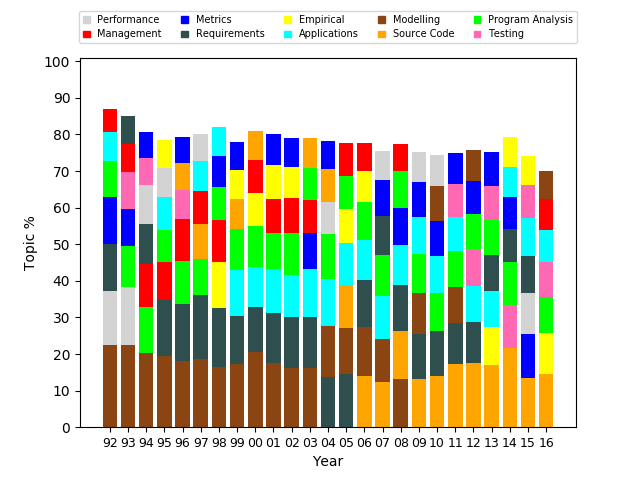 Performance Metrics Empirical Modelling Program Analysis
Management Requirements Applications Source Code Testing
100
90
80
70
60
50
40
30
20
10
0
Topic %
92 93 94 95 96 97 98 99 00 01 02 03 04 05 06 07 08 09 10 11 12 13 14 15 16
Year